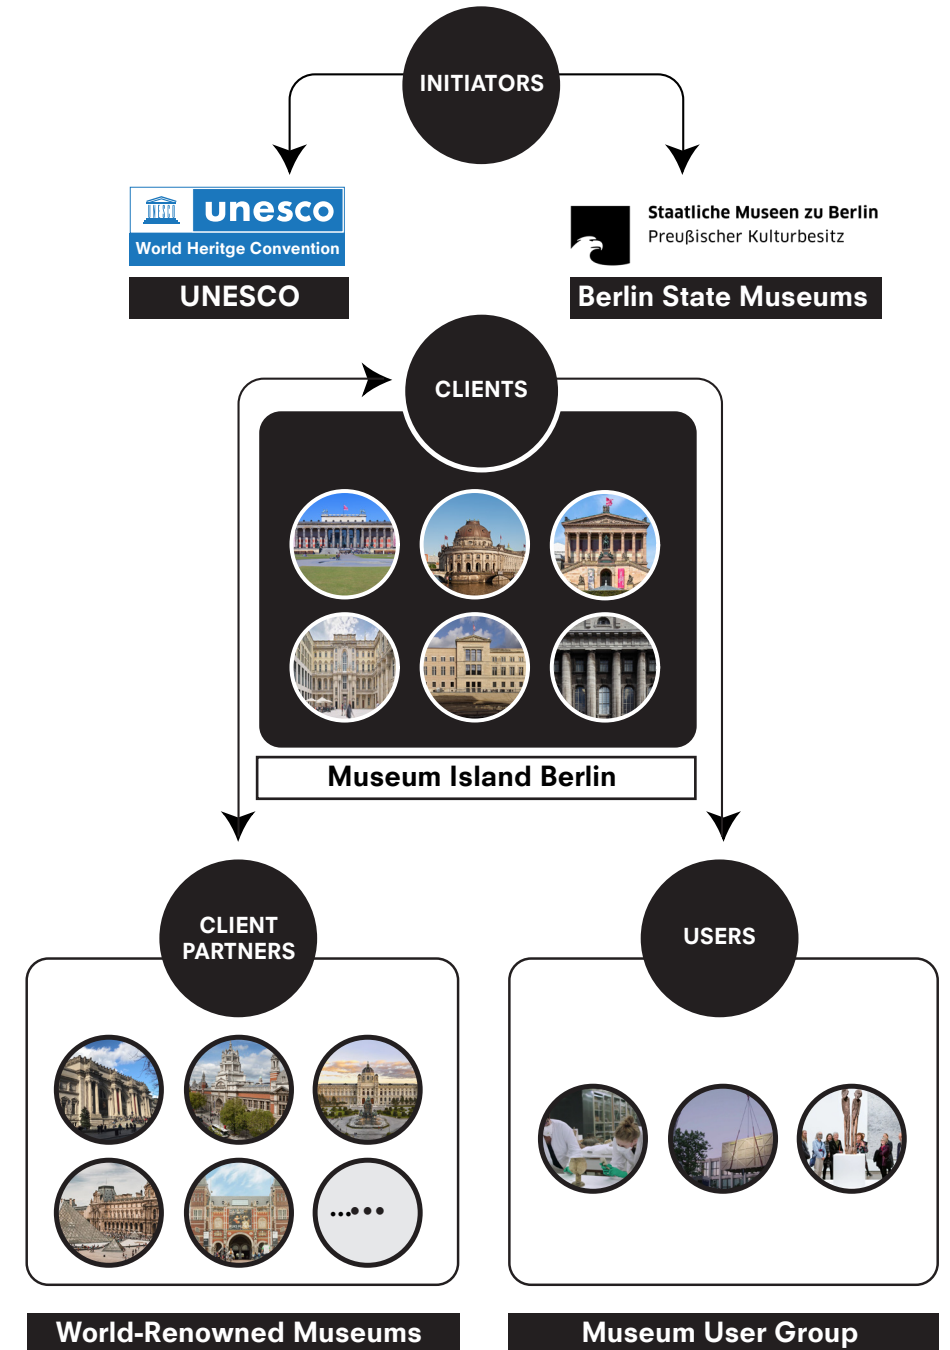 INITIATORS
unesco
World Heritge Convention
UNESCO
Staatliche Museen zu Berlin
Preußischer Kulturbesitz
Berlin State Museums
CLIENTS
Museum Island Berlin
CLIENT
PARTNERS
World-Renowned Museums
USERS
Museum User Group